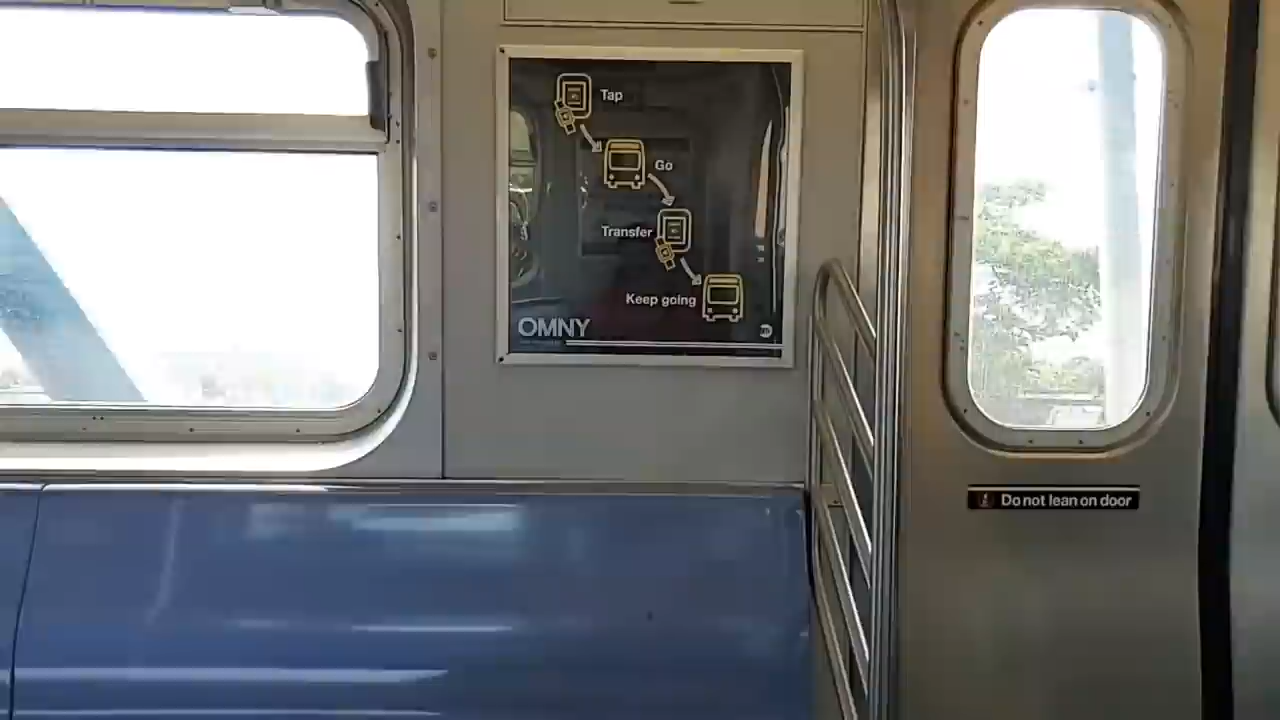 Tap
Go
Transfer
Keep going
OMNY
Do not lean on door